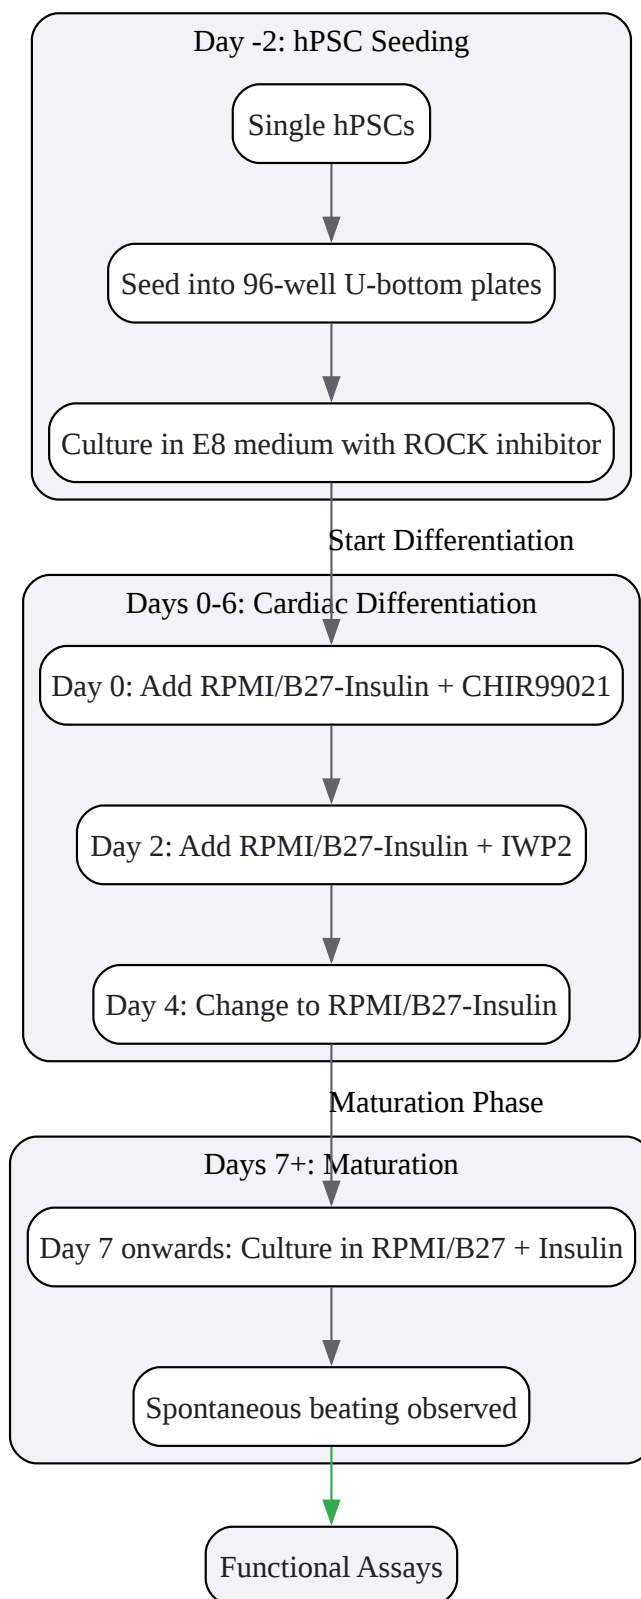 Day -2: hPSC Seeding
Single hPSCs
Seed into 96-well U-bottom plates
Culture in E8 medium with ROCK inhibitor
Start Differentiation
Days 0-6: Cardiac Differentiation
Day 0: Add RPMI/B27-Insulin + CHIR99021
Day 2: Add RPMI/B27-Insulin + IWP2
Day 4: Change to RPMI/B27-Insulin
Maturation Phase
Days 7+: Maturation
Day 7 onwards: Culture in RPMI/B27 + Insulin
Spontaneous beating observed
Functional Assays